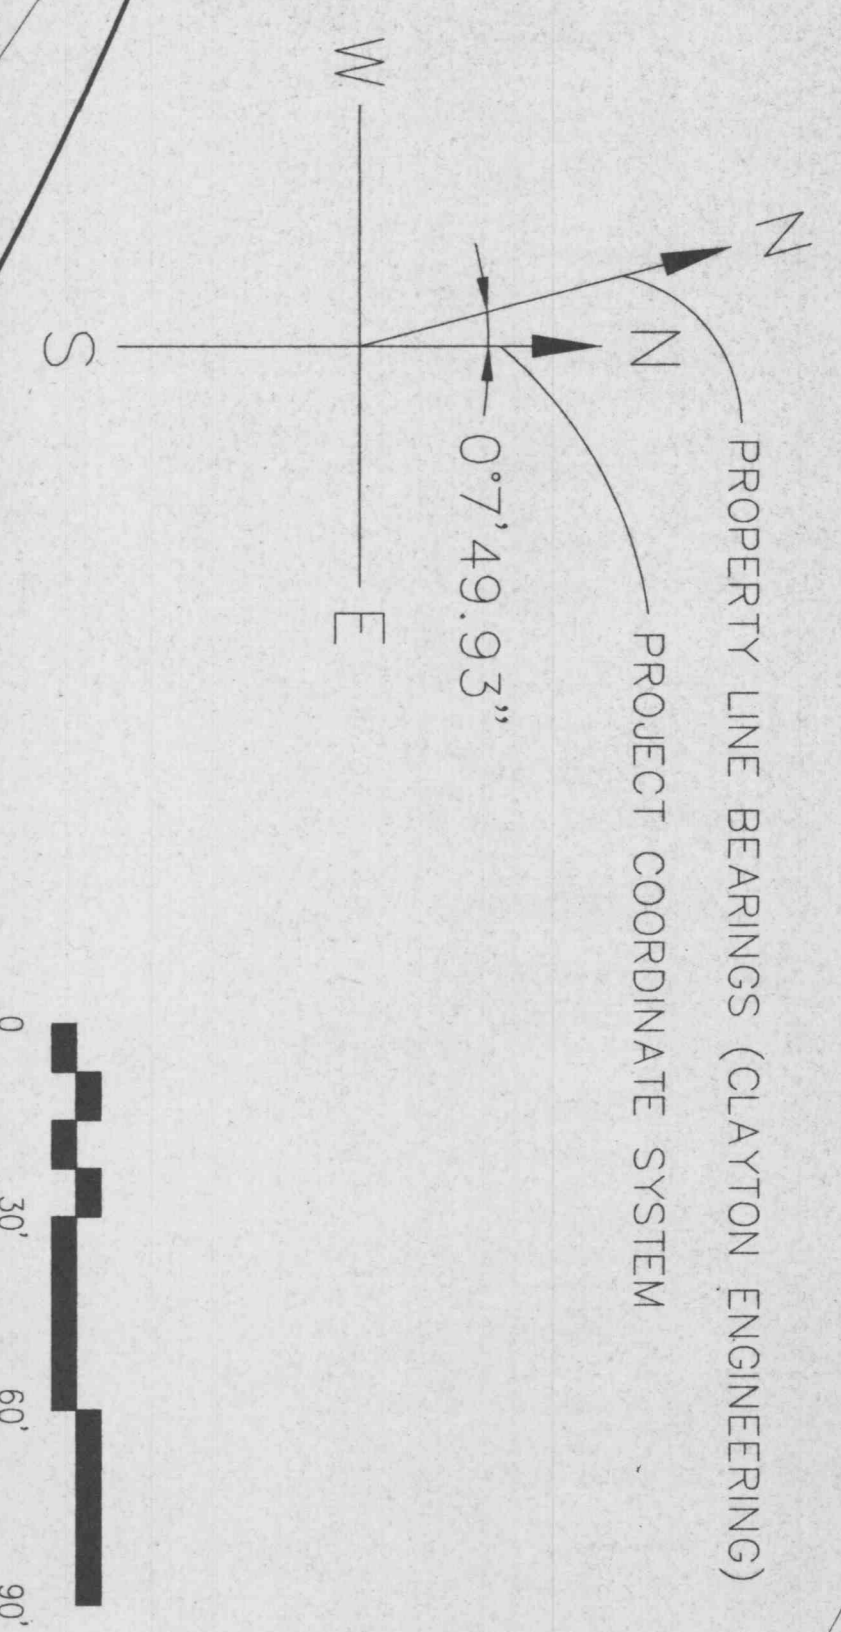 PROPERTY LINE BEARINGS (CLAYTON ENGINEERING)
N
PROJECT COORDINATE SYSTEM
N
0°7'49.93"
W
E
S
0
30'
60'
90'